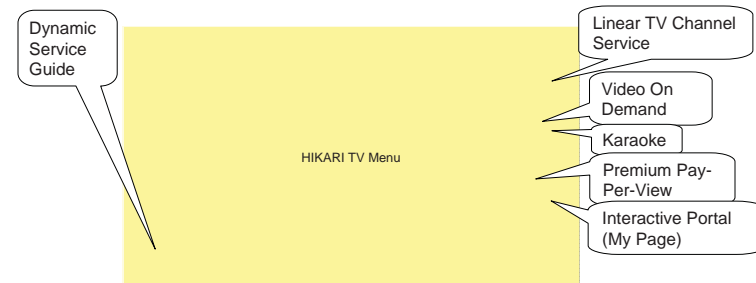 Dynamic
Service
Guide
Linear TV Channel
Service
Video On
Demand
Karaoke
HIKARI TV Menu
Premium Pay-
Per-View
Interactive Portal
(My Page)